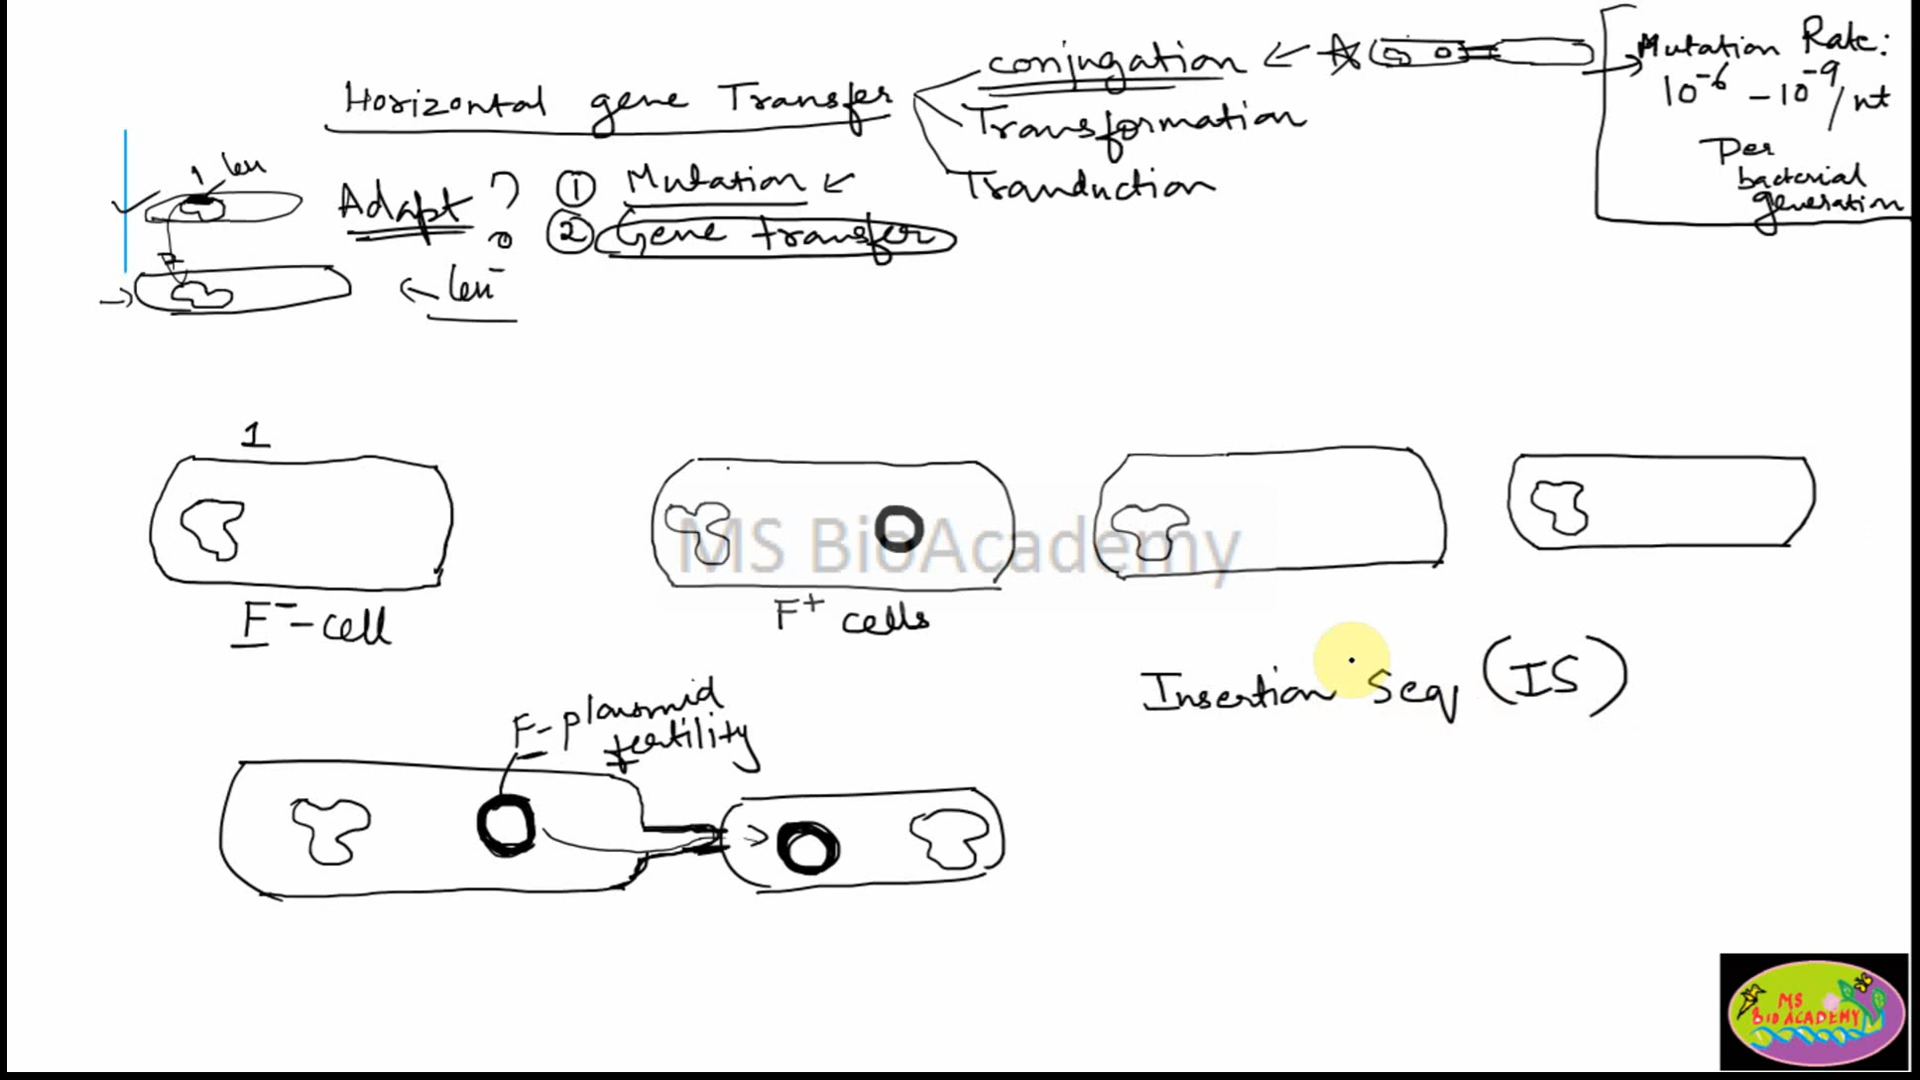 Horizontal gene Transfer
conjugation
Transformation
Tranduction
Mutation Rate:
10⁻⁶ – 10⁻⁹/nt
Per
bacterial
generation
leu
Adapt ?
① Mutation
② Gene transfer
leu⁻
1
F⁻-cell
F⁺ cells
MS BioAcademy
Insertion Seq (IS)
F-plasmid
fertility
MS
BIO ACADEMY